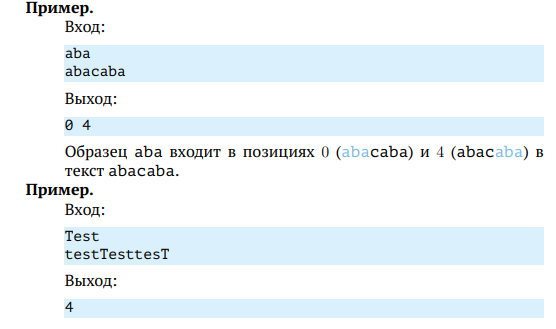 Пример.
Вход:
aba
abacaba
Выход:
0 4
Образец aba входит в позициях 0 (abacaba) и 4 (abacaba) в
текст abacaba.
Пример.
Вход:
Test
testTesttesT
Выход:
4